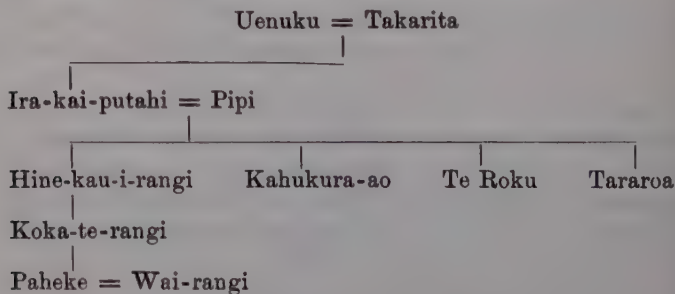 Uenuku = Takarita
Ira-kai-putahi = Pipi
Hine-kau-i-rangi Kahukura-ao Te Roku Tararoa
Koka-te-rangi
Paheke = Wai-rangi